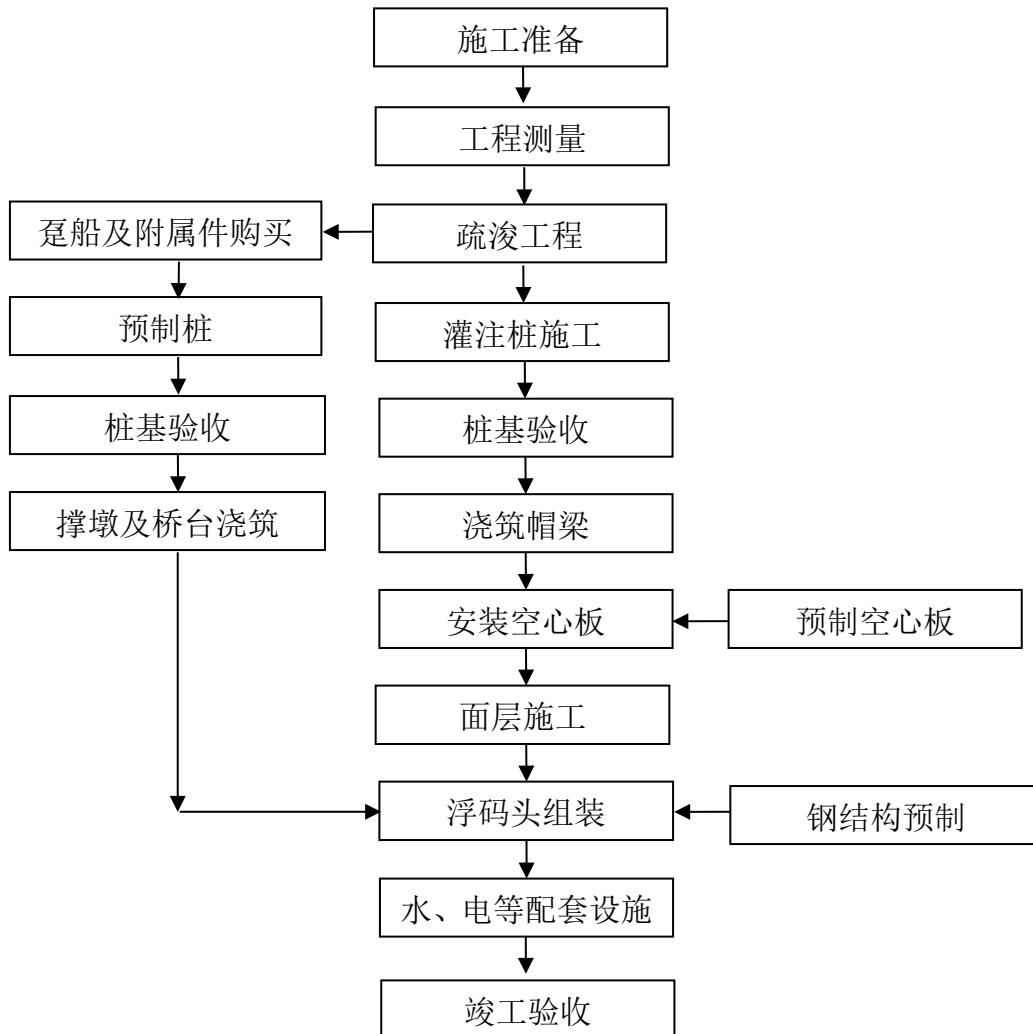 施工准备
工程测量
趸船及附属件购买
疏浚工程
预制桩
灌注桩施工
桩基验收
桩基验收
撑墩及桥台浇筑
浇筑帽梁
安装空心板
预制空心板
面层施工
浮码头组装
钢结构预制
水、电等配套设施
竣工验收